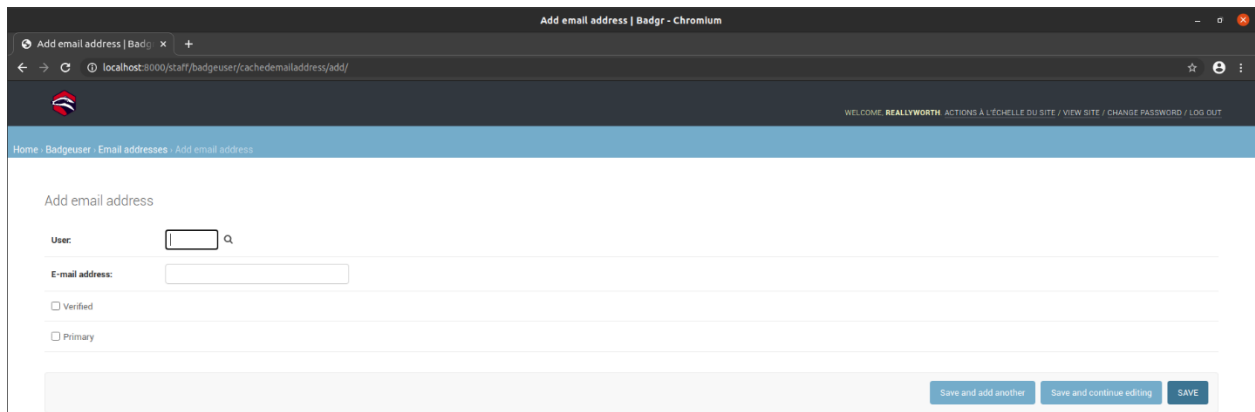 Add email address | Badgr - Chromium
Add email address | Badg
localhost:8000/staff/badgeuser/cachedemailaddress/add/
WELCOME, REALLYWORTH. ACTIONS À L'ÉCHELLE DU SITE / VIEW SITE / CHANGE PASSWORD / LOG OUT
Home › Badgeuser › Email addresses › Add email address
Add email address
User:
E-mail address:
Verified
Primary
Save and add another Save and continue editing SAVE